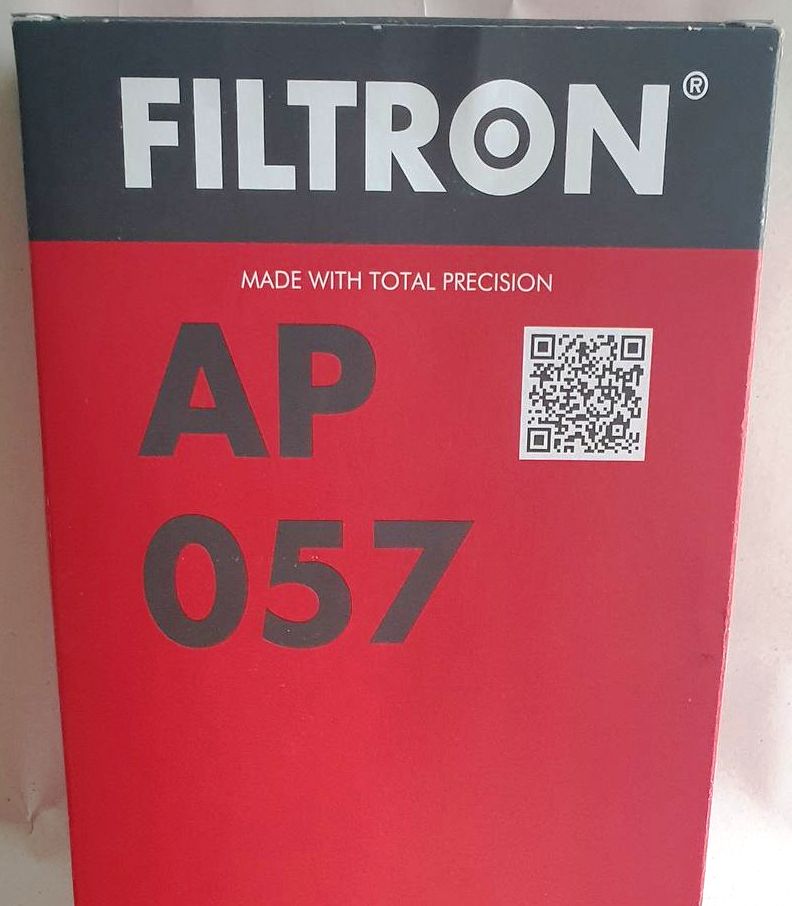 FILTRON®
MADE WITH TOTAL PRECISION
AP
057